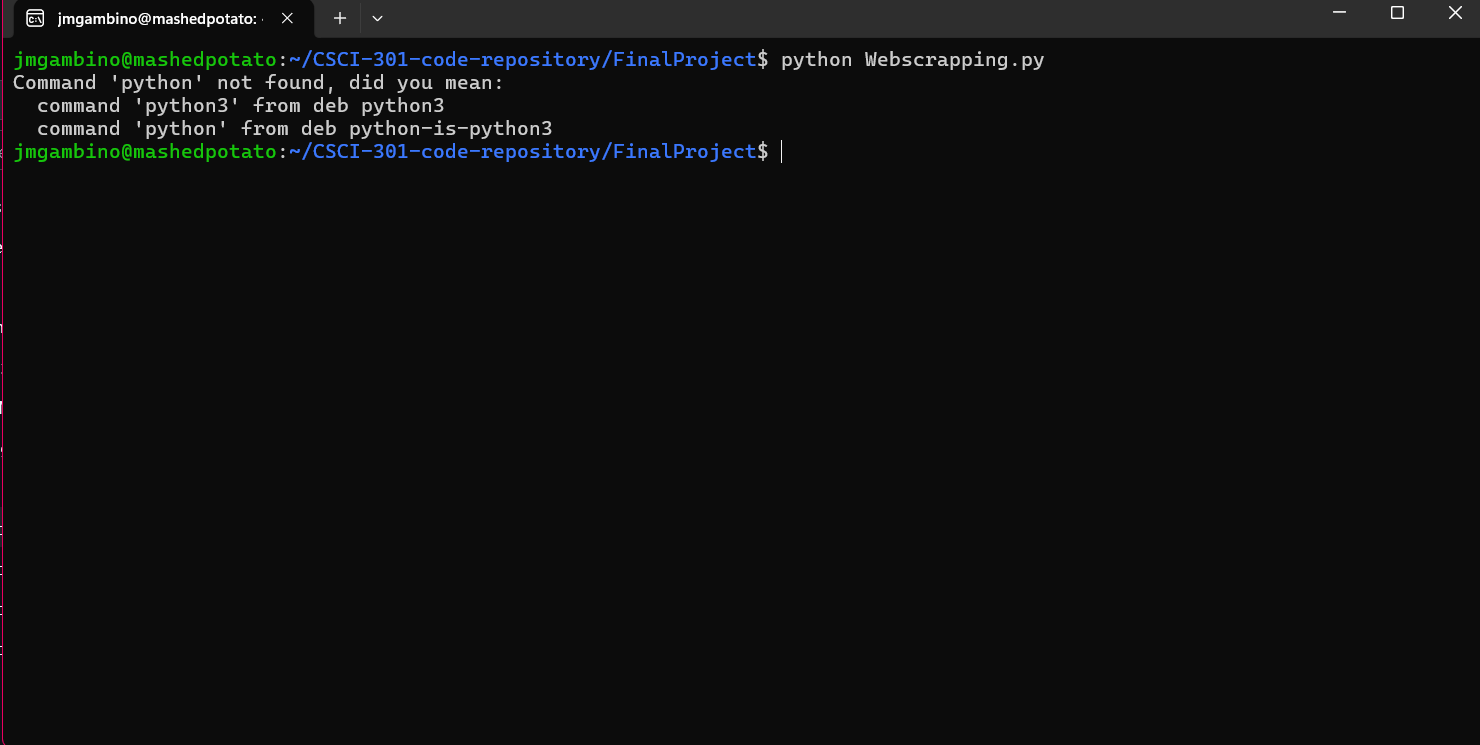 jmgambino@mashedpotato:
jmgambino@mashedpotato:~/CSCI-301-code-repository/FinalProject$ python Webscrapping.py
Command 'python' not found, did you mean:
  command 'python3' from deb python3
  command 'python' from deb python-is-python3
jmgambino@mashedpotato:~/CSCI-301-code-repository/FinalProject$